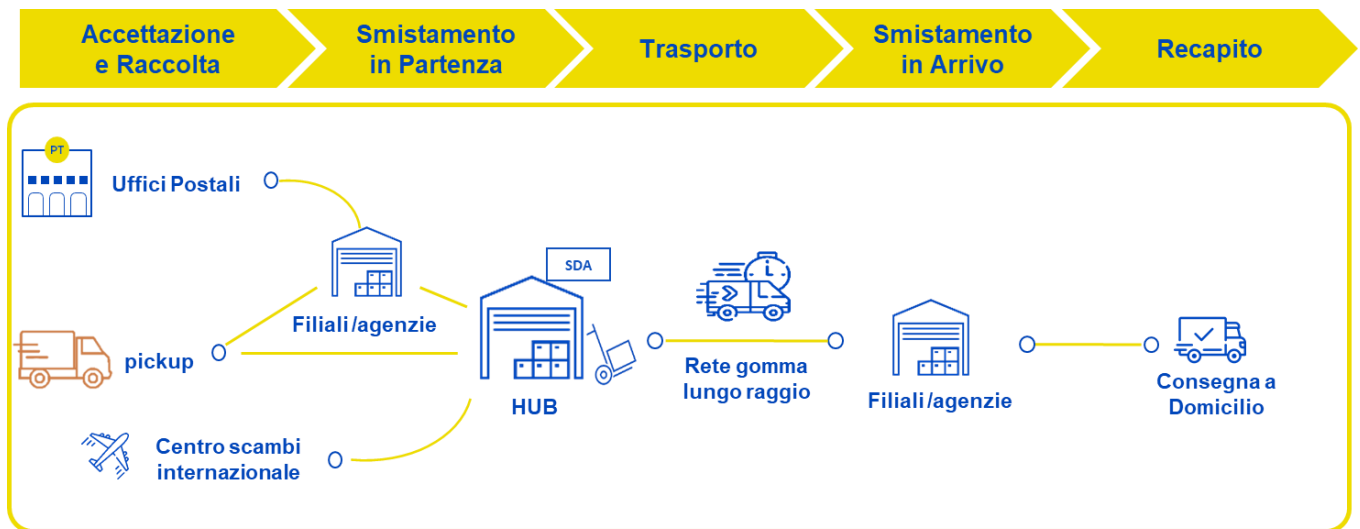 Accettazione
e Raccolta
Smistamento
in Partenza
Trasporto
Smistamento
in Arrivo
Recapito
PT
Uffici Postali
SDA
Filiali/agenzie
pickup
HUB
Rete gomma
lungo raggio
Filiali/agenzie
Consegna a
Domicilio
Centro scambi
internazionale